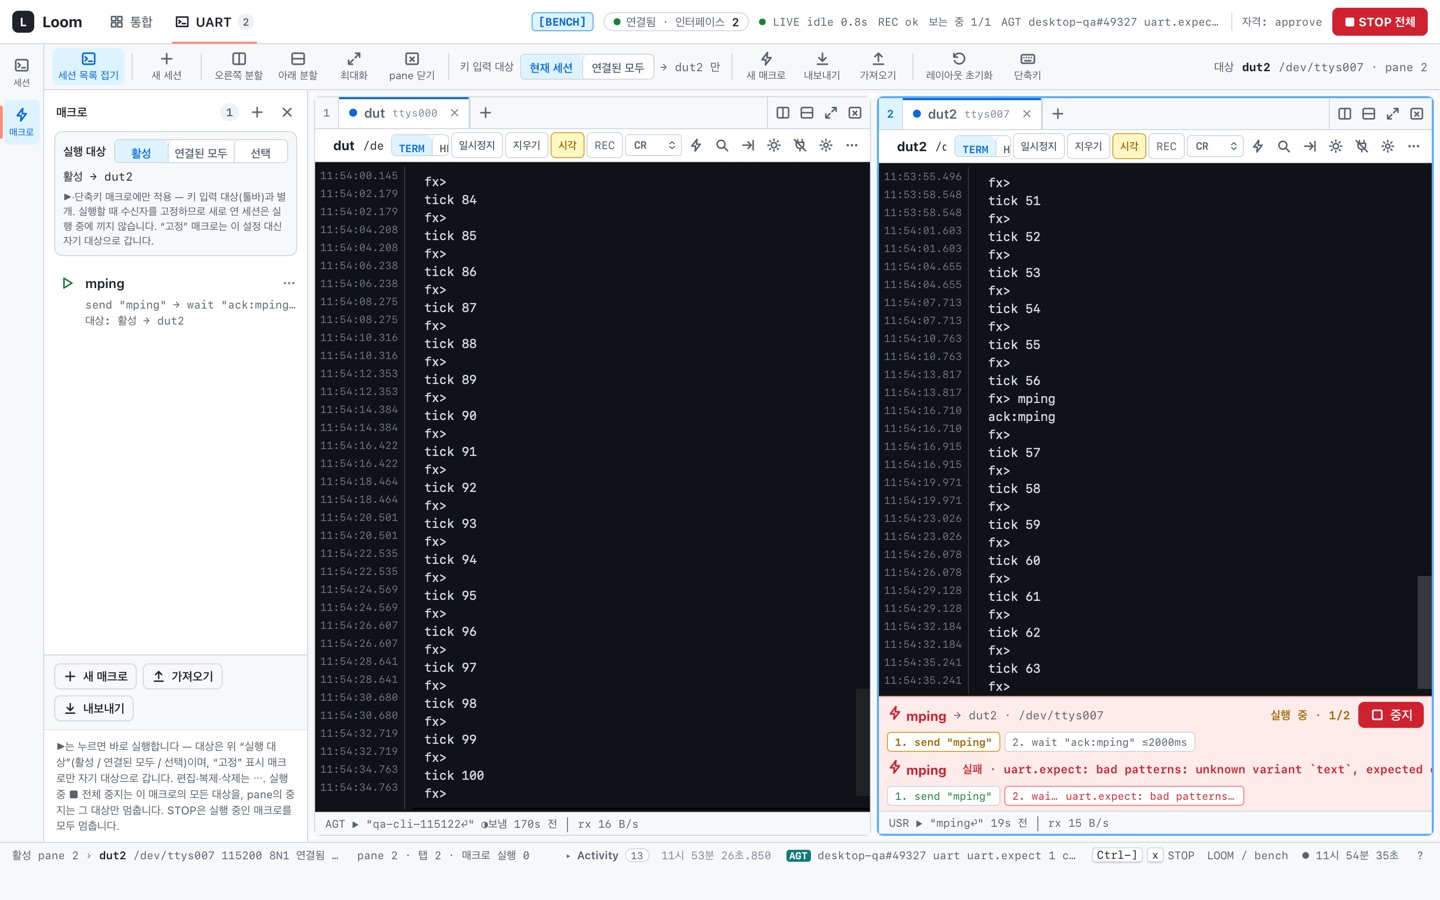 L Loom 통합 UART 2 [BENCH] 연결됨 · 인터페이스 2 LIVE idle 0.8s REC ok 보는 중 1/1 AGT desktop-qa#49327 uart.expec… 자격: approve STOP 전체
세션 목록 접기 새 세션 오른쪽 분할 아래 분할 최대화 pane 닫기 키 입력 대상 현재 세션 연결된 모두 → dut2 만 새 매크로 내보내기 가져오기 레이아웃 초기화 단축키 대상 dut2 /dev/ttys007 · pane 2
세션
매크로
매크로 1
실행 대상 활성 연결된 모두 선택
활성 → dut2
▶·단축키 매크로에만 적용 — 키 입력 대상(툴바)과 별
개. 실행할 때 수신자를 고정하므로 새로 연 세션은 실
행 중에 끼지 않습니다. “고정” 매크로는 이 설정 대신
자기 대상으로 갑니다.
mping
send "mping" → wait "ack:mping…
대상: 활성 → dut2
새 매크로 가져오기
내보내기
▶는 누르면 바로 실행합니다 — 대상은 위 “실행 대
상”(활성 / 연결된 모두 / 선택)이며, “고정” 표시 매크
로만 자기 대상으로 갑니다. 편집·복제·삭제는 ···. 실행
중 ■ 전체 중지는 이 매크로의 모든 대상을, pane의 중
지는 그 대상만 멈춥니다. STOP은 실행 중인 매크로를
모두 멈춥니다.
1 dut ttys000
dut /de TERM 일시정지 지우기 시각 REC CR
11:54:00.145 fx>
11:54:02.179 tick 84
11:54:02.179 fx>
11:54:04.208 tick 85
11:54:04.208 fx>
11:54:06.238 tick 86
11:54:06.238 fx>
11:54:08.275 tick 87
11:54:08.275 fx>
11:54:10.316 tick 88
11:54:10.316 fx>
11:54:12.353 tick 89
11:54:12.353 fx>
11:54:14.384 tick 90
11:54:14.384 fx>
11:54:16.422 tick 91
11:54:16.422 fx>
11:54:18.464 tick 92
11:54:18.464 fx>
11:54:20.501 tick 93
11:54:20.501 fx>
11:54:22.535 tick 94
11:54:22.535 fx>
11:54:24.569 tick 95
11:54:24.569 fx>
11:54:26.607 tick 96
11:54:26.607 fx>
11:54:28.641 tick 97
11:54:28.641 fx>
11:54:30.680 tick 98
11:54:30.680 fx>
11:54:32.719 tick 99
11:54:32.719 fx>
11:54:34.763 tick 100
11:54:34.763 fx>
AGT ▶ "qa-cli-115122⏎" ◑보냄 170s 전 │ rx 16 B/s
2 dut2 ttys007
dut2 TERM 일시정지 지우기 시각 REC CR
11:53:55.496 fx>
11:53:58.548 tick 51
11:53:58.548 fx>
11:54:01.603 tick 52
11:54:01.603 fx>
11:54:04.655 tick 53
11:54:04.655 fx>
11:54:07.713 tick 54
11:54:07.713 fx>
11:54:10.763 tick 55
11:54:10.763 fx>
11:54:13.817 tick 56
11:54:13.817 fx> mping
11:54:16.710 ack:mping
11:54:16.710 fx>
11:54:16.915 tick 57
11:54:16.915 fx>
11:54:19.971 tick 58
11:54:19.971 fx>
11:54:23.026 tick 59
11:54:23.026 fx>
11:54:26.078 tick 60
11:54:26.078 fx>
11:54:29.128 tick 61
11:54:29.128 fx>
11:54:32.184 tick 62
11:54:32.184 fx>
11:54:35.241 tick 63
11:54:35.241 fx>
mping → dut2 · /dev/ttys007 실행 중 · 1/2 중지
1. send "mping" 2. wait "ack:mping" ≤2000ms
mping 실패 · uart.expect: bad patterns: unknown variant `text`, expected
1. send "mping" 2. wai… uart.expect: bad patterns…
USR ▶ "mping⏎" 19s 전 │ rx 15 B/s
활성 pane 2 › dut2 /dev/ttys007 115200 8N1 연결됨 … pane 2 · 탭 2 · 매크로 실행 0 ▸ Activity 13 11시 53분 26초.850 AGT desktop-qa#49327 uart uart.expect 1 c… Ctrl-] x STOP LOOM / bench 11시 54분 35초 ?